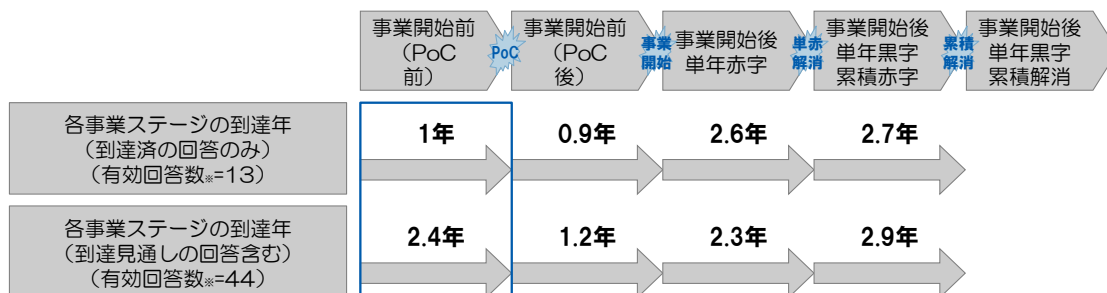 事業開始前
(PoC
前)
PoC
事業開始前
(PoC
後)
事業
開始
事業開始後
単年赤字
単赤
解消
事業開始後
単年黒字
累積赤字
累積
解消
事業開始後
単年黒字
累積解消
各事業ステージの到達年
(到達済の回答のみ)
(有効回答数※=13)
1年
0.9年
2.6年
2.7年
各事業ステージの到達年
(到達見通しの回答含む)
(有効回答数※=44)
2.4年
1.2年
2.3年
2.9年